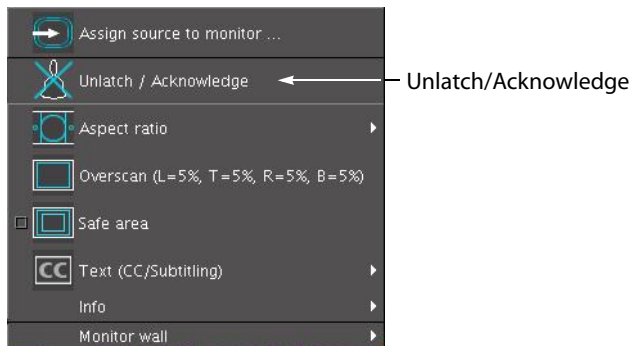 Assign source to monitor ...
Unlatch / Acknowledge
Unlatch/Acknowledge
Aspect ratio
Overscan (L=5%, T=5%, R=5%, B=5%)
Safe area
CC Text (CC/Subtitling)
Info
Monitor wall